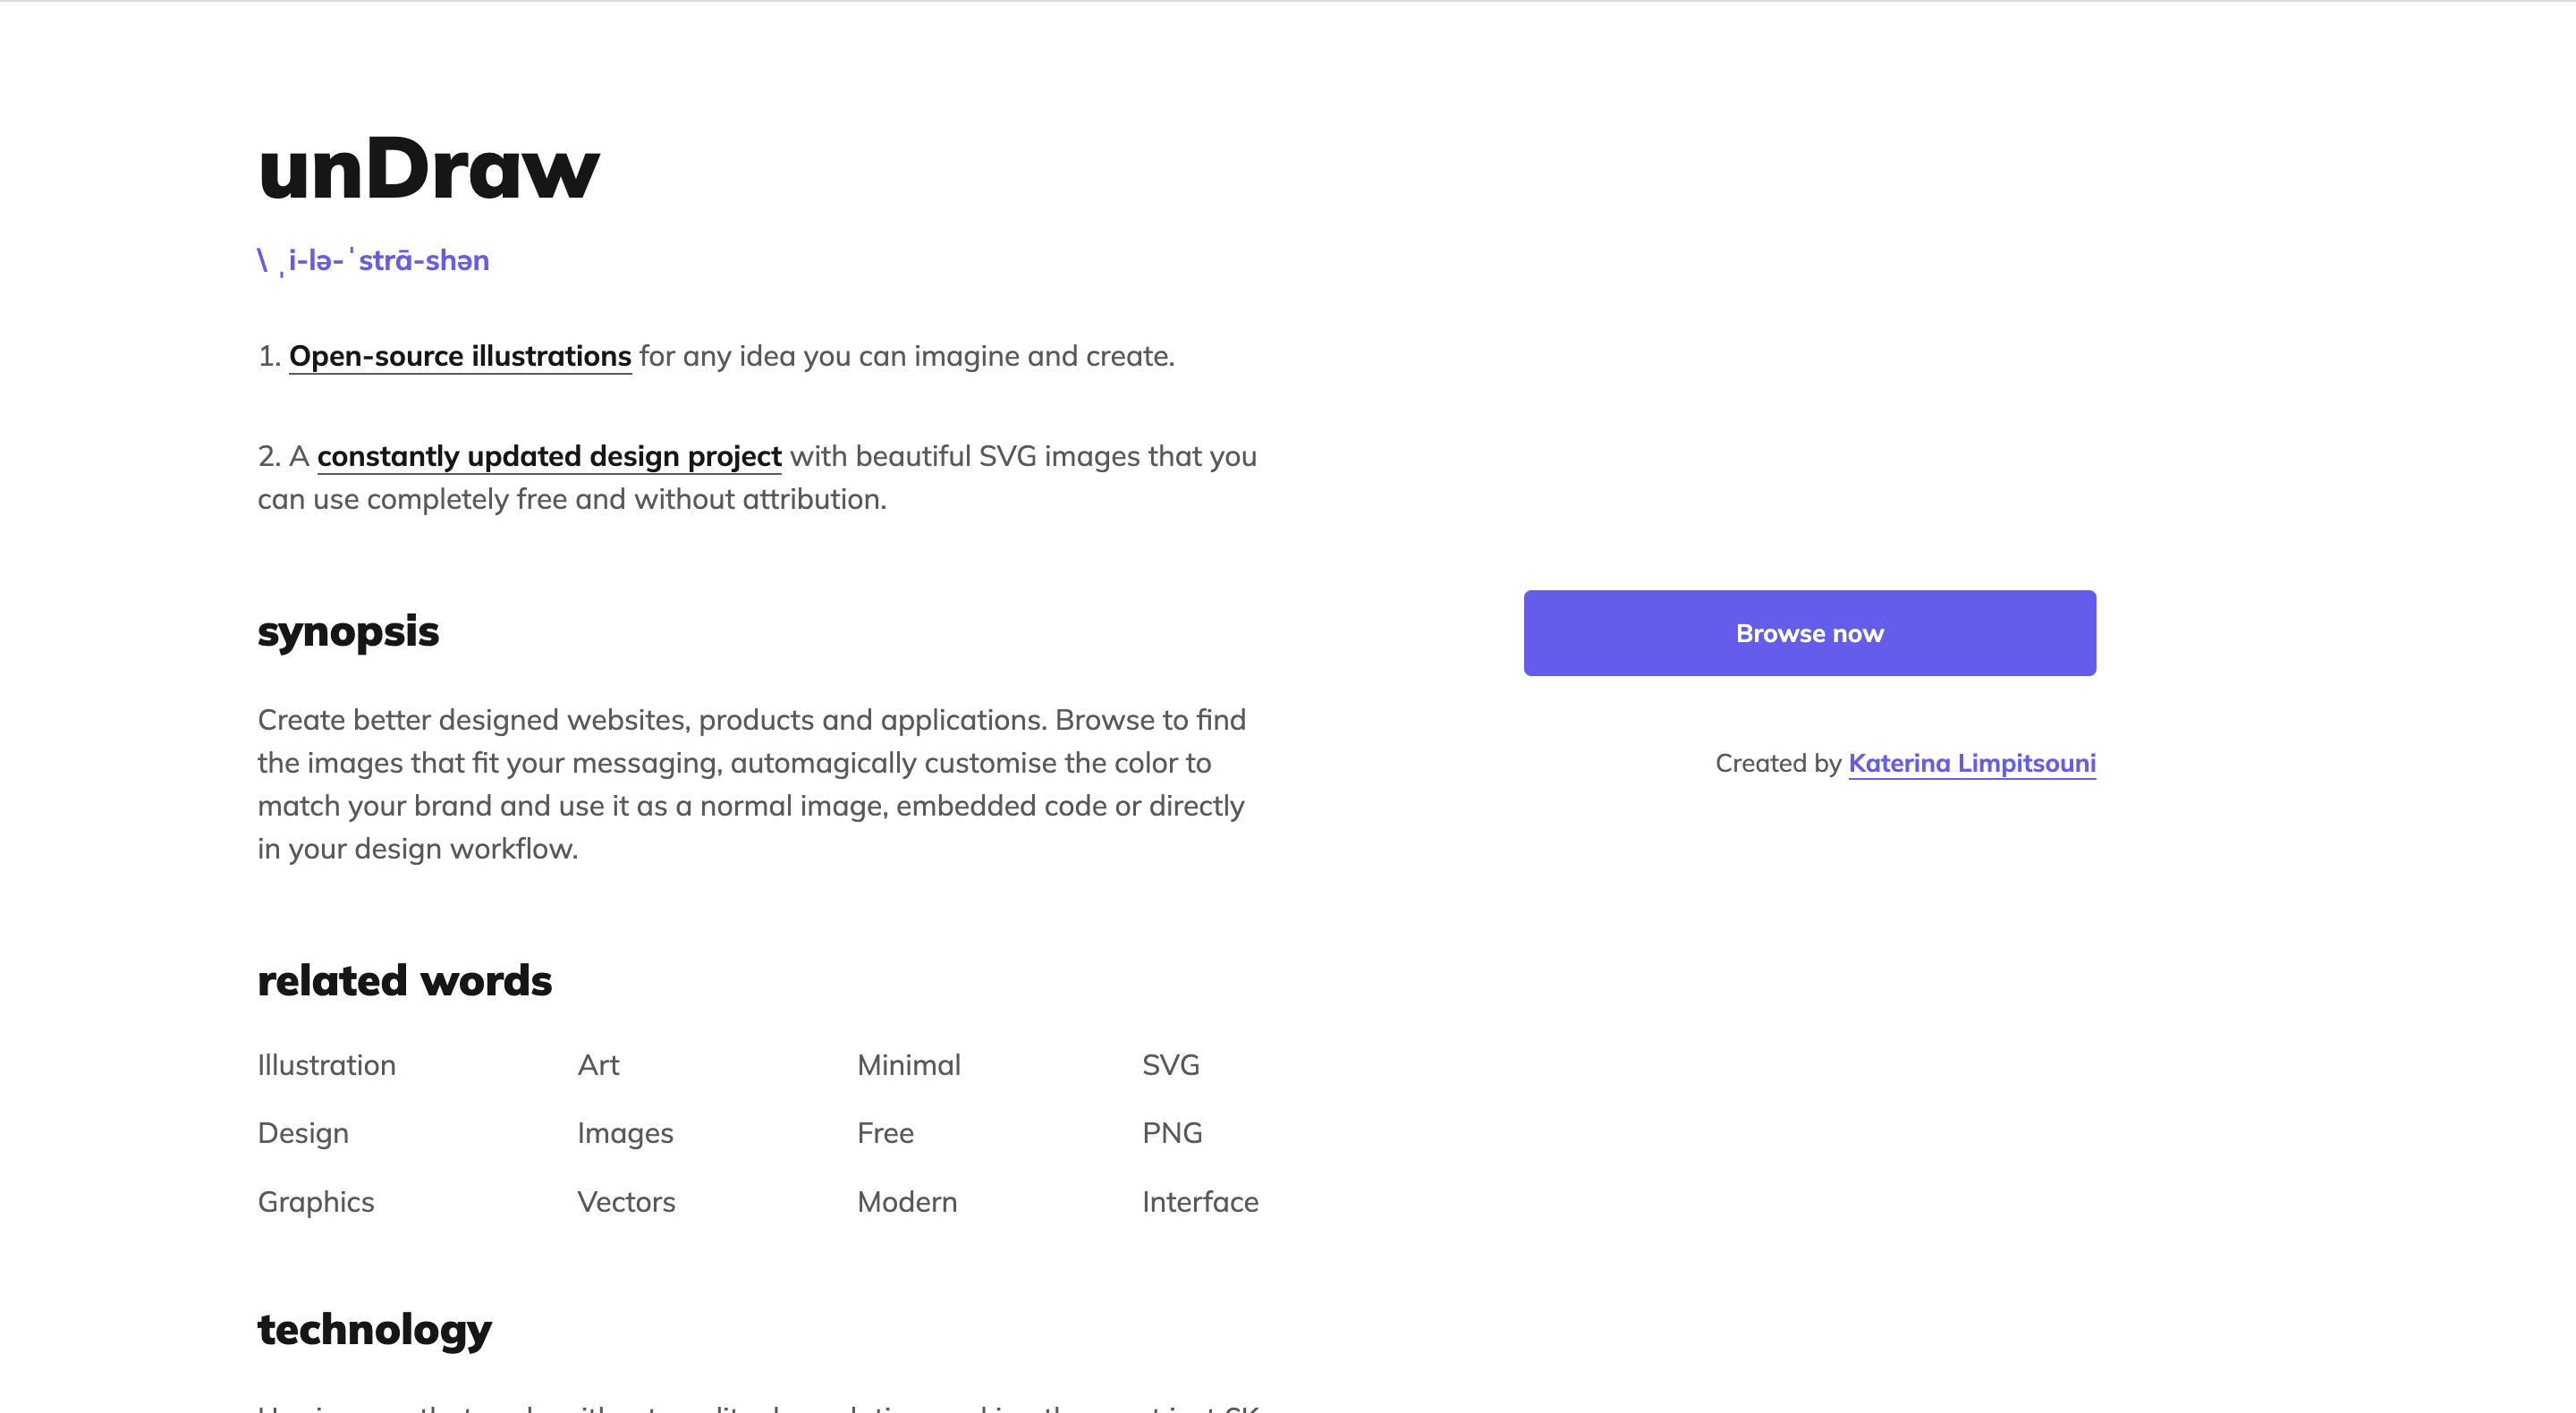 unDraw
\ ˌi-lə-ˈstrā-shən
1. Open-source illustrations for any idea you can imagine and create.
2. A constantly updated design project with beautiful SVG images that you
can use completely free and without attribution.
synopsis
Create better designed websites, products and applications. Browse to find
the images that fit your messaging, automagically customise the color to
match your brand and use it as a normal image, embedded code or directly
in your design workflow.
Browse now
Created by Katerina Limpitsouni
related words
Illustration Art Minimal SVG
Design Images Free PNG
Graphics Vectors Modern Interface
technology